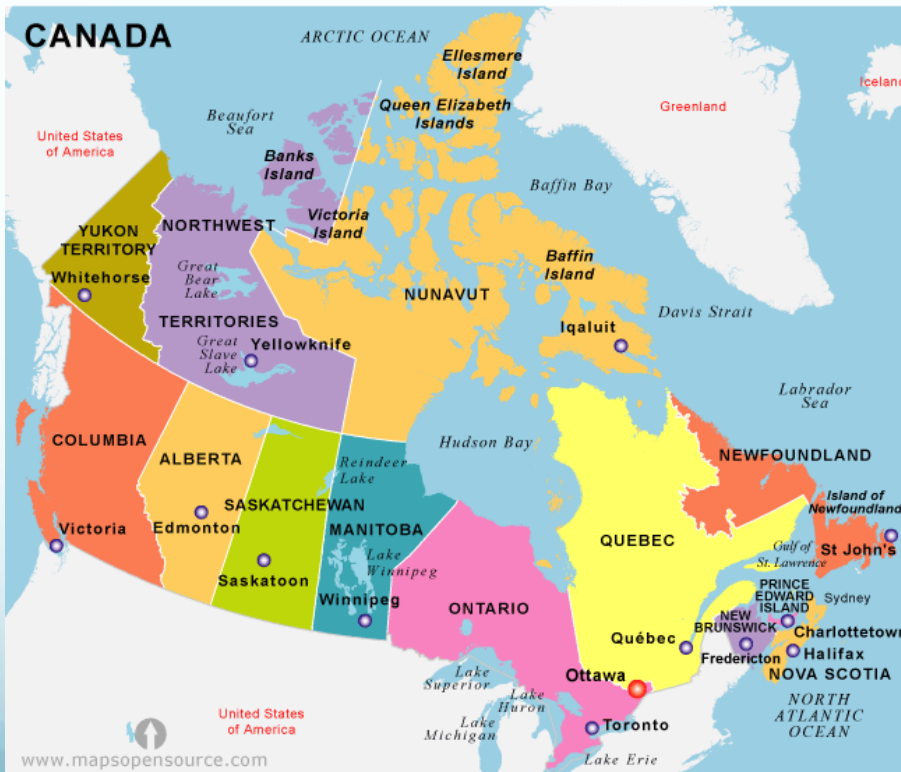 CANADA
ARCTIC OCEAN
Ellesmere
Island
Queen Elizabeth
Islands
Beaufort
Sea
Greenland
Iceland
United States
of America
Banks
Island
Baffin Bay
Victoria
Island
NORTHWEST
YUKON
TERRITORY
Whitehorse
Great
Bear
Lake
Baffin
Island
NUNAVUT
Davis Strait
TERRITORIES
Iqaluit
Great
Slave
Lake
Yellowknife
Labrador
Sea
COLUMBIA
ALBERTA
Hudson Bay
NEWFOUNDLAND
Reindeer
Lake
SASKATCHEWAN
Island of
Newfoundland
Victoria
Edmonton
MANITOBA
QUEBEC
Gulf of
St. Lawrence
St John's
Lake
Winnipeg
Saskatoon
PRINCE
EDWARD
ISLAND
Sydney
Winnipeg
ONTARIO
NEW
BRUNSWICK
Charlottetown
Québec
Fredericton
Halifax
Ottawa
NOVA SCOTIA
Lake
Superior
Lake
Huron
NORTH
ATLANTIC
OCEAN
United States
of America
Lake
Michigan
Toronto
Lake Erie
www.mapsopensource.com